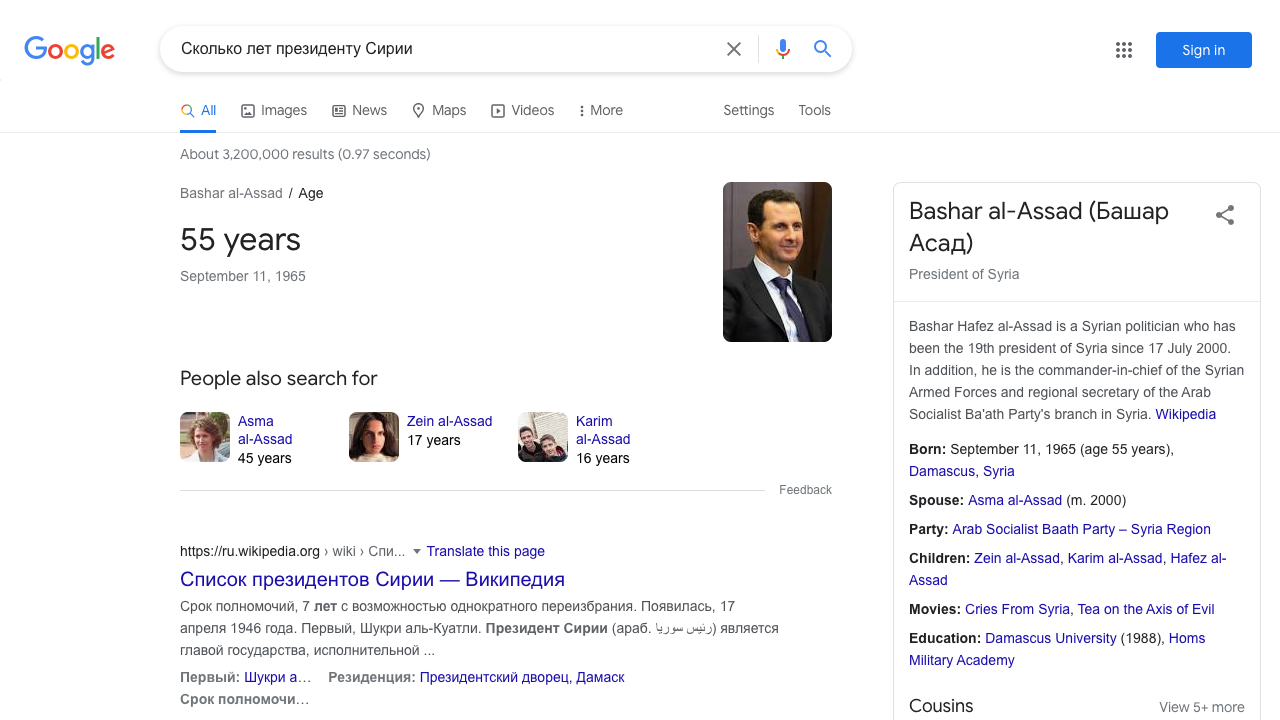 Google
Сколько лет президенту Сирии
Sign in
All
Images
News
Maps
Videos
More
Settings
Tools
About 3,200,000 results (0.97 seconds)
Bashar al-Assad / Age
55 years
September 11, 1965
People also search for
Asma
al-Assad
45 years
Zein al-Assad
17 years
Karim
al-Assad
16 years
Feedback
https://ru.wikipedia.org › wiki › Спи... Translate this page
Список президентов Сирии — Википедия
Срок полномочий, 7 лет с возможностью однократного переизбрания. Появилась, 17
апреля 1946 года. Первый, Шукри аль-Куатли. Президент Сирии (араб. رئيس سوريا) является
главой государства, исполнительной ...
Первый: Шукри а… Резиденция: Президентский дворец, Дамаск
Срок полномочи…
Bashar al-Assad (Башар
Асад)
President of Syria
Bashar Hafez al-Assad is a Syrian politician who has
been the 19th president of Syria since 17 July 2000.
In addition, he is the commander-in-chief of the Syrian
Armed Forces and regional secretary of the Arab
Socialist Ba'ath Party's branch in Syria. Wikipedia
Born: September 11, 1965 (age 55 years),
Damascus, Syria
Spouse: Asma al-Assad (m. 2000)
Party: Arab Socialist Baath Party – Syria Region
Children: Zein al-Assad, Karim al-Assad, Hafez al-
Assad
Movies: Cries From Syria, Tea on the Axis of Evil
Education: Damascus University (1988), Homs
Military Academy
Cousins
View 5+ more